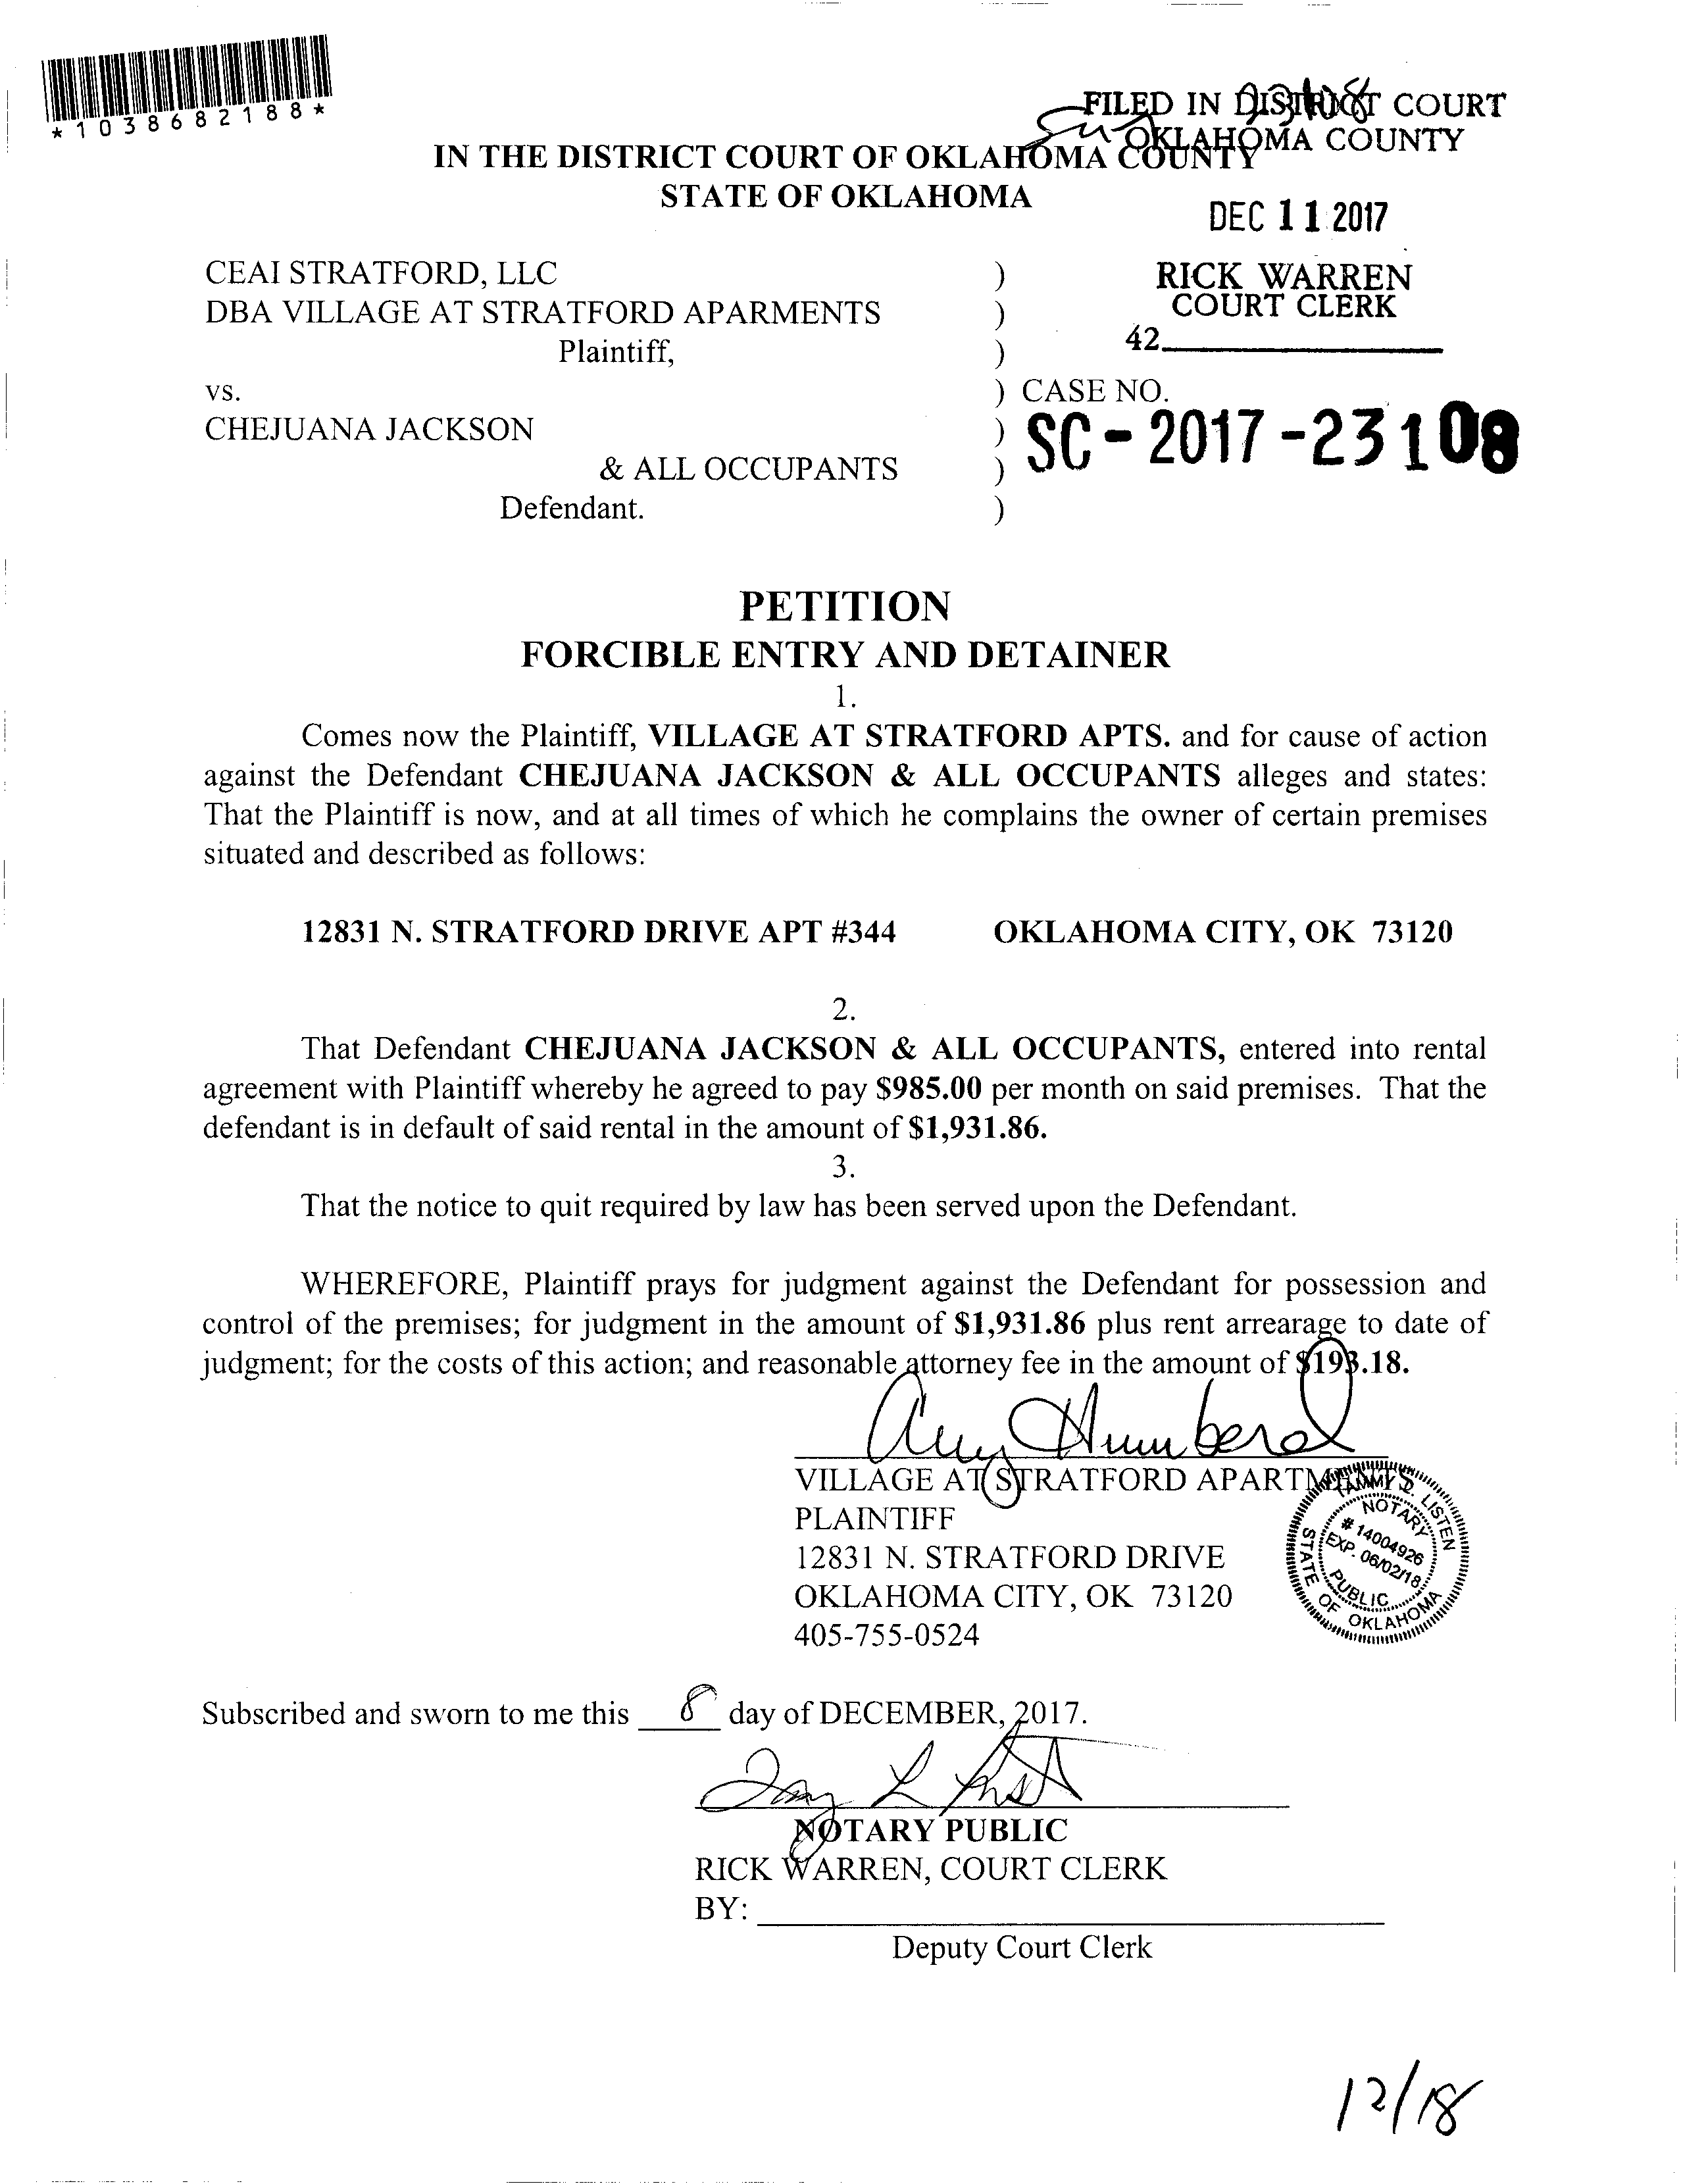 *1038682188*
FILED IN DISTRICT COURT
OKLAHOMA COUNTY
IN THE DISTRICT COURT OF OKLAHOMA COUNTY
STATE OF OKLAHOMA
DEC 11 2017
CEAI STRATFORD, LLC )
RICK WARREN
COURT CLERK
DBA VILLAGE AT STRATFORD APARMENTS )
42
Plaintiff, )
vs. ) CASE NO.
CHEJUANA JACKSON ) SC-2017-23108
& ALL OCCUPANTS )
Defendant. )
PETITION
FORCIBLE ENTRY AND DETAINER
1.
Comes now the Plaintiff, VILLAGE AT STRATFORD APTS. and for cause of action
against the Defendant CHEJUANA JACKSON & ALL OCCUPANTS alleges and states:
That the Plaintiff is now, and at all times of which he complains the owner of certain premises
situated and described as follows:
12831 N. STRATFORD DRIVE APT #344 OKLAHOMA CITY, OK 73120
2.
That Defendant CHEJUANA JACKSON & ALL OCCUPANTS, entered into rental
agreement with Plaintiff whereby he agreed to pay $985.00 per month on said premises. That the
defendant is in default of said rental in the amount of $1,931.86.
3.
That the notice to quit required by law has been served upon the Defendant.
WHEREFORE, Plaintiff prays for judgment against the Defendant for possession and
control of the premises; for judgment in the amount of $1,931.86 plus rent arrearage to date of
judgment; for the costs of this action; and reasonable attorney fee in the amount of $193.18.
Amy Humberd
VILLAGE AT STRATFORD APARTMENTS
PLAINTIFF
12831 N. STRATFORD DRIVE
OKLAHOMA CITY, OK 73120
405-755-0524
TAMMY D. LISTEN
NOTARY
# 14004926
EXP. 06/02/18
PUBLIC
STATE OF OKLAHOMA
Subscribed and sworn to me this 8 day of DECEMBER, 2017.
NOTARY PUBLIC
RICK WARREN, COURT CLERK
BY:
Deputy Court Clerk
12/18